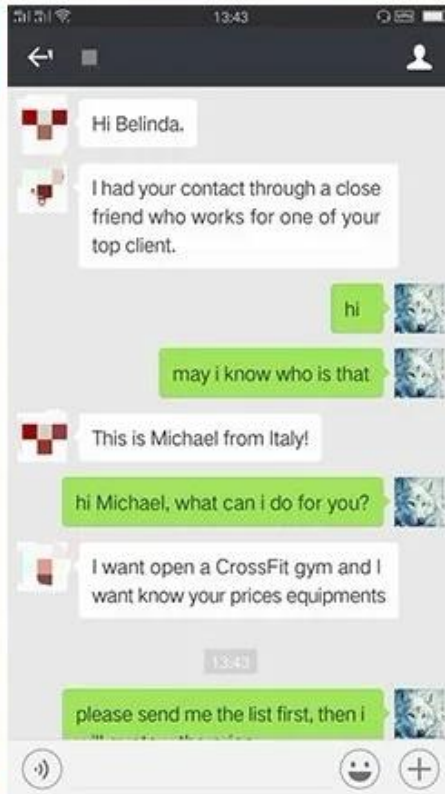 13:43
Hi Belinda.
I had your contact through a close
friend who works for one of your
top client.
hi
may i know who is that
This is Michael from Italy!
hi Michael, what can i do for you?
I want open a CrossFit gym and I
want know your prices equipments
13:43
please send me the list first, then i